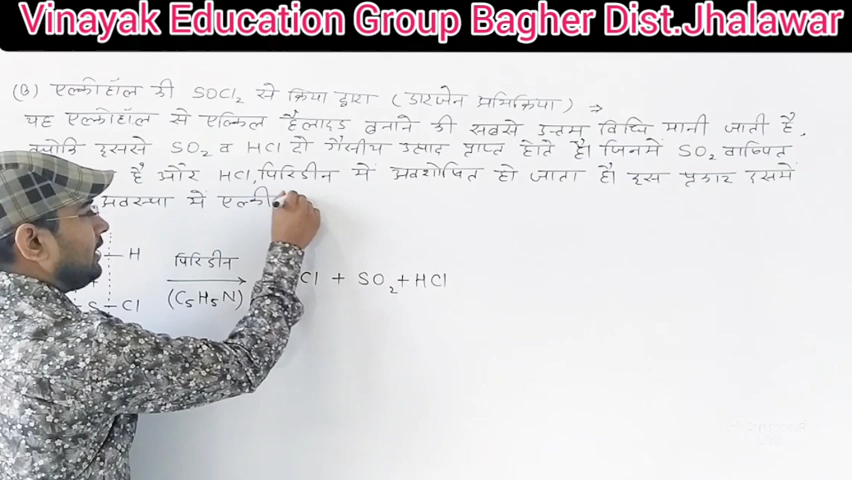 Vinayak Education Group Bagher Dist.Jhalawar
(B) एल्कोहॉल की SOCl₂ से क्रिया द्वारा (डारजेन अभिक्रिया) ⇒
यह एल्कोहॉल से एल्किल हैलाइड बनाने की सबसे उत्तम विधि मानी जाती है,
क्योंकि इससे SO₂ व HCl दो गैसीय उत्पाद प्राप्त होते है। जिनमें SO₂ वाष्पित
है और HCl, पिरिडीन में अवशोषित हो जाता है। इस प्रकार इसमें
अवस्था में एल्की
H
पिरिडीन
(C₅H₅N)
Cl + SO₂ + HCl
S Cl